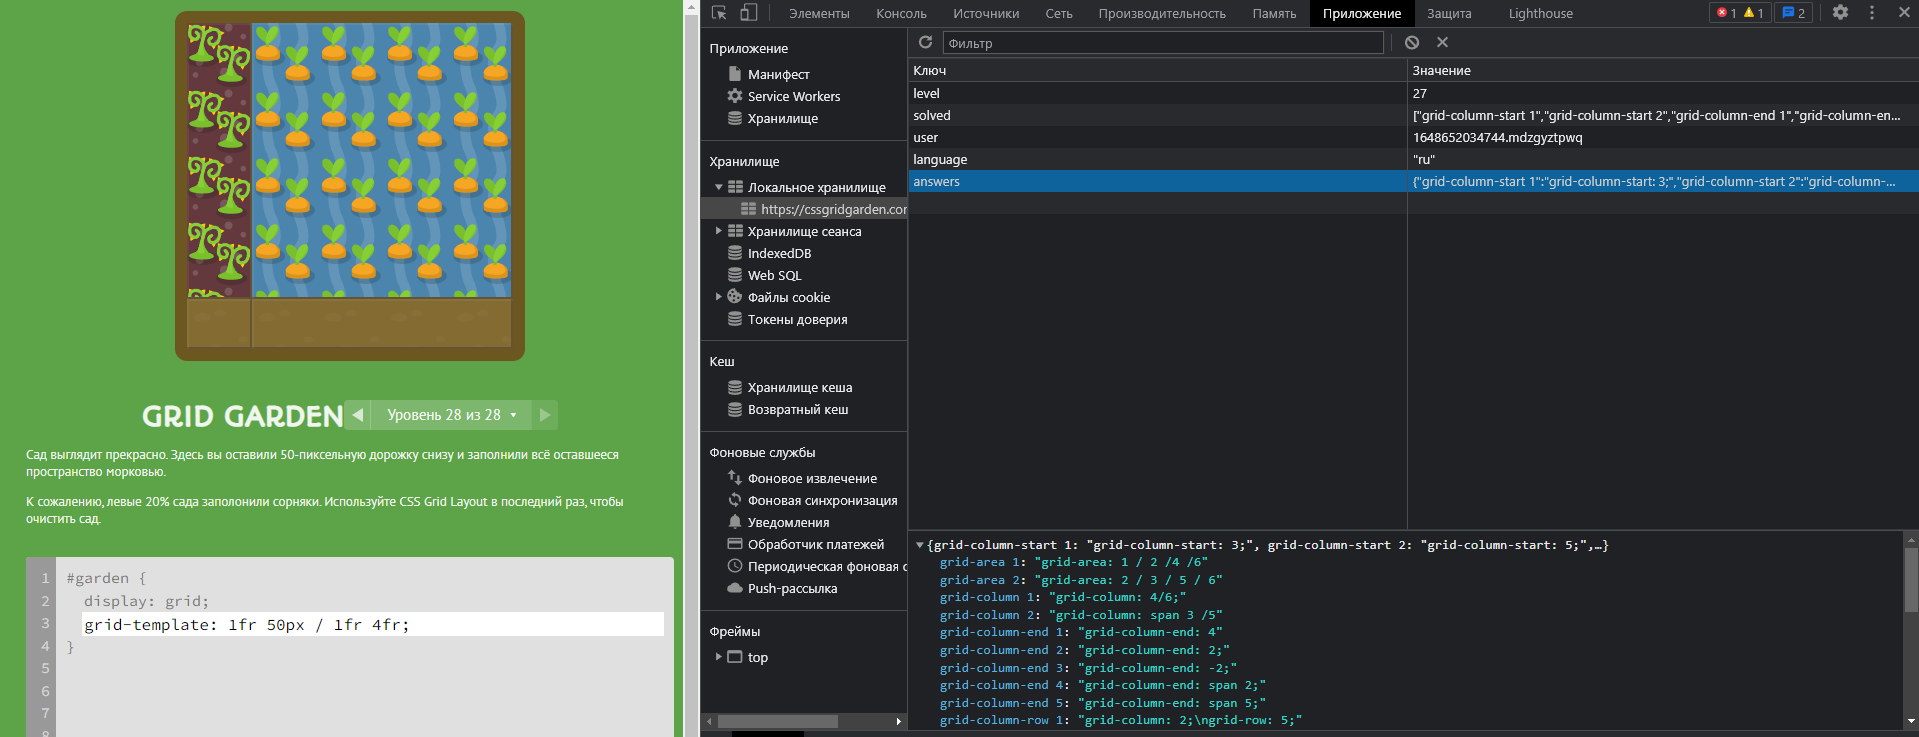 GRID GARDEN
Уровень 28 из 28
Сад выглядит прекрасно. Здесь вы оставили 50-пиксельную дорожку снизу и заполнили всё оставшееся
пространство морковью.
К сожалению, левые 20% сада заполонили сорняки. Используйте CSS Grid Layout в последний раз, чтобы
очистить сад.
1 #garden {
2 display: grid;
3 grid-template: 1fr 50px / 1fr 4fr;
4 }
5
6
7
8
Элементы Консоль Источники Сеть Производительность Память Приложение Защита Lighthouse 1 1 2
Приложение
Манифест
Service Workers
Хранилище
Хранилище
Локальное хранилище
https://cssgridgarden.cor
Хранилище сеанса
IndexedDB
Web SQL
Файлы cookie
Токены доверия
Кеш
Хранилище кеша
Возвратный кеш
Фоновые службы
Фоновое извлечение
Фоновая синхронизация
Уведомления
Обработчик платежей
Периодическая фоновая с
Push-рассылка
Фреймы
top
Фильтр
Ключ Значение
level 27
solved ["grid-column-start 1","grid-column-start 2","grid-column-end 1","grid-column-en...
user 1648652034744.mdzgyztpwq
language "ru"
answers {"grid-column-start 1":"grid-column-start: 3;","grid-column-start 2":"grid-column-...
{grid-column-start 1: "grid-column-start: 3;", grid-column-start 2: "grid-column-start: 5;",…}
grid-area 1: "grid-area: 1 / 2 /4 /6"
grid-area 2: "grid-area: 2 / 3 / 5 / 6"
grid-column 1: "grid-column: 4/6;"
grid-column 2: "grid-column: span 3 /5"
grid-column-end 1: "grid-column-end: 4"
grid-column-end 2: "grid-column-end: 2;"
grid-column-end 3: "grid-column-end: -2;"
grid-column-end 4: "grid-column-end: span 2;"
grid-column-end 5: "grid-column-end: span 5;"
grid-column-row 1: "grid-column: 2;\ngrid-row: 5;"